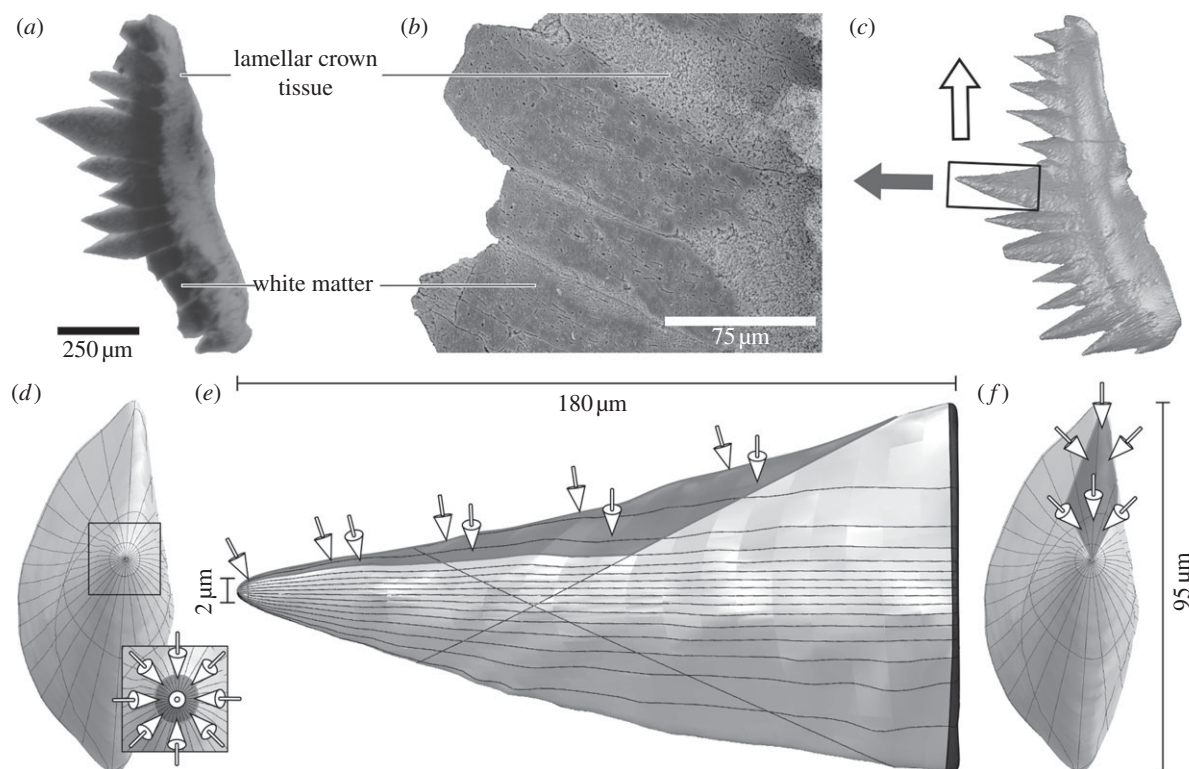 (a)
(b)
(c)
lamellar crown
tissue
white matter
250 µm
75 µm
(d)
(e)
180 µm
(f)
2 µm
95 µm